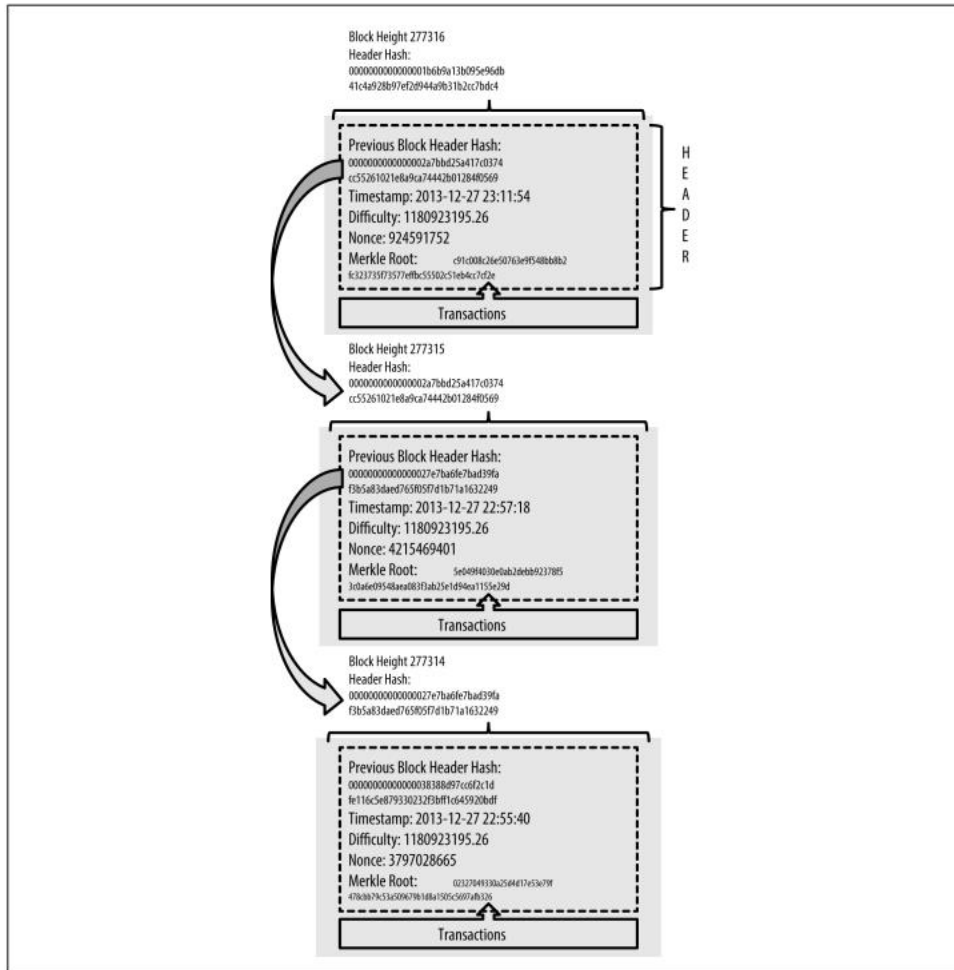 Block Height 277316
Header Hash:
0000000000000001b6b9a13b095e96db
41c4a928b97ef2d944a9b31b2cc7bdc4
Previous Block Header Hash:
0000000000000002a7bbd25a417c0374
cc55261021e8a9ca74442b01284f0569
Timestamp: 2013-12-27 23:11:54
Difficulty: 1180923195.26
Nonce: 924591752
Merkle Root: c91c008c26e50763e9f548bb8b2
fc323735f73577effbc55502c51eb4cc7cf2e
Transactions
HEADER
Block Height 277315
Header Hash:
0000000000000002a7bbd25a417c0374
cc55261021e8a9ca74442b01284f0569
Previous Block Header Hash:
00000000000000027e7ba6fe7bad39fa
f3b5a83daed765f05f7d1b71a1632249
Timestamp: 2013-12-27 22:57:18
Difficulty: 1180923195.26
Nonce: 4215469401
Merkle Root: 5e049f4030e0ab2debb92378f5
3c0a6e09548aea083f3ab25e1d94ea1155e29d
Transactions
Block Height 277314
Header Hash:
00000000000000027e7ba6fe7bad39fa
f3b5a83daed765f05f7d1b71a1632249
Previous Block Header Hash:
00000000000000038388d97cc6f2c1d
fe116c5e879330232f3bff1c645920bdf
Timestamp: 2013-12-27 22:55:40
Difficulty: 1180923195.26
Nonce: 3797028665
Merkle Root: 02327049330a25d4d17e53e79f
478cbb79c53a509679b1d8a1505c5697afb326
Transactions